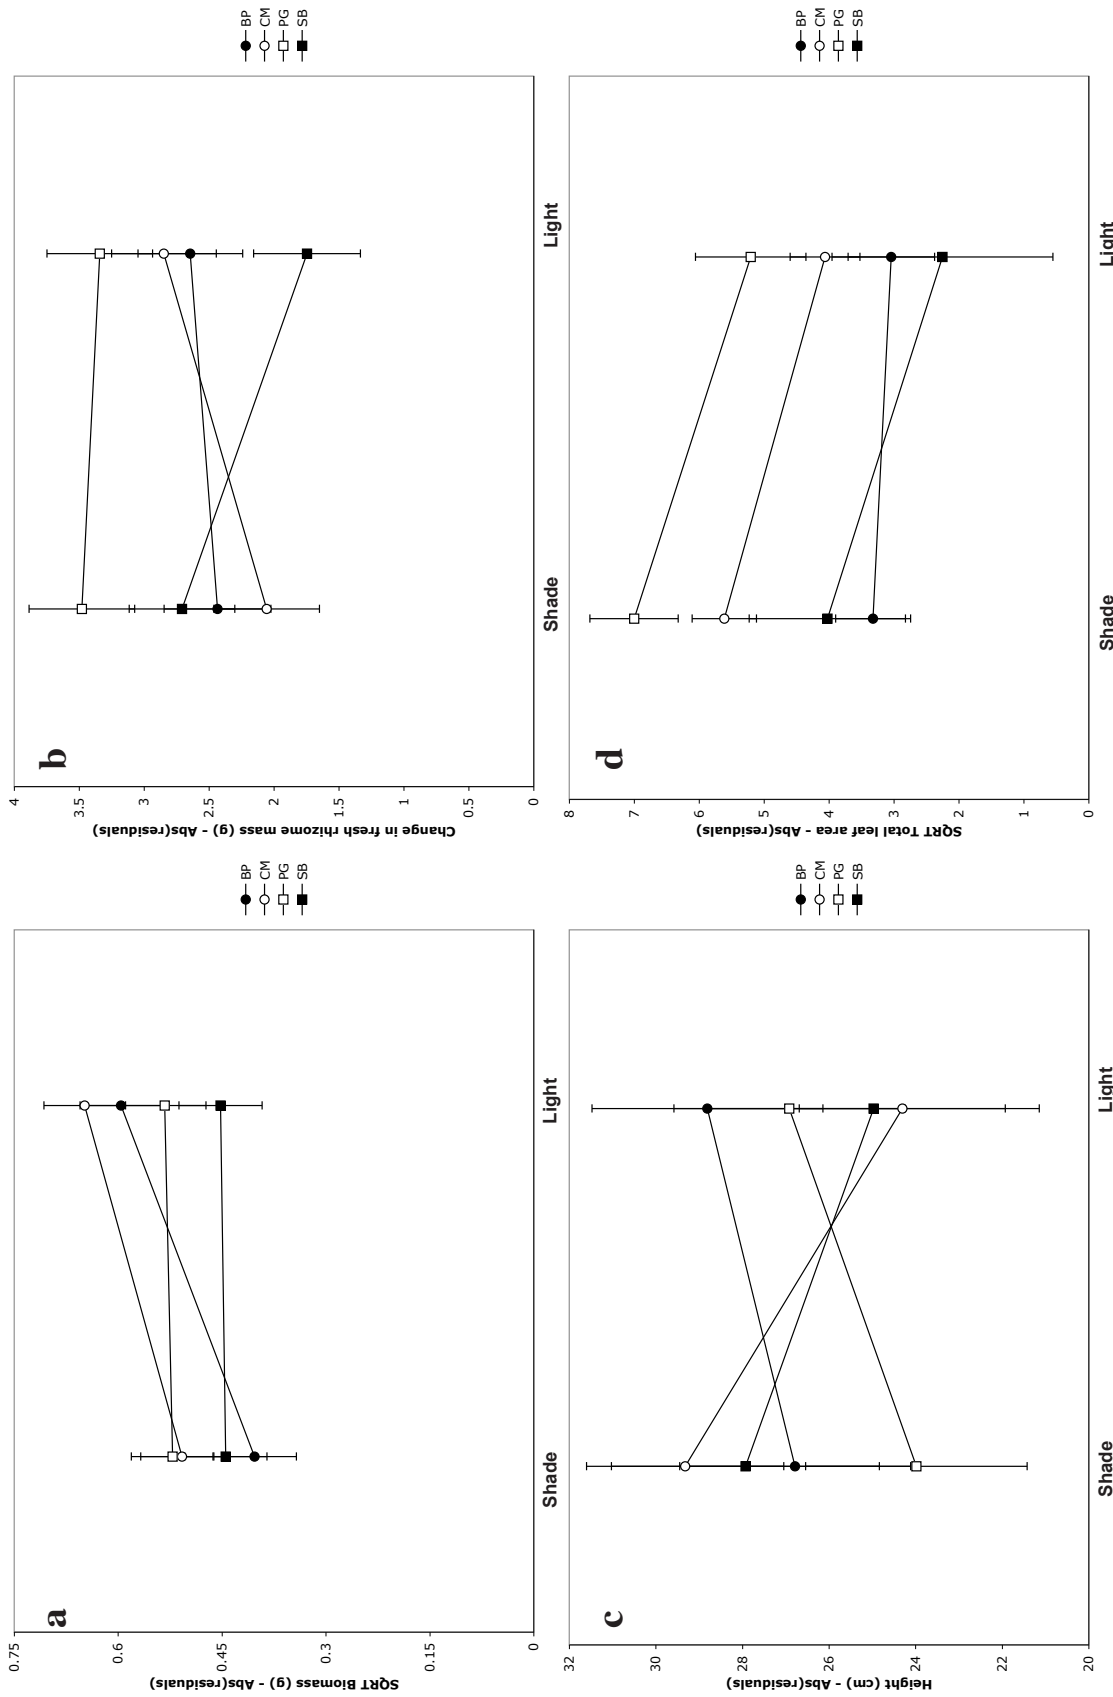 a
SQRT Biomass (g) - Abs(residuals)
0.75
0.6
0.45
0.3
0.15
0
Shade
Light
BP
CM
PG
SB
b
Change in fresh rhizome mass (g) - Abs(residuals)
4
3.5
3
2.5
2
1.5
1
0.5
0
Shade
Light
BP
CM
PG
SB
c
Height (cm) - Abs(residuals)
32
30
28
26
24
22
20
Shade
Light
BP
CM
PG
SB
d
SQRT Total leaf area - Abs(residuals)
8
7
6
5
4
3
2
1
0
Shade
Light
BP
CM
PG
SB